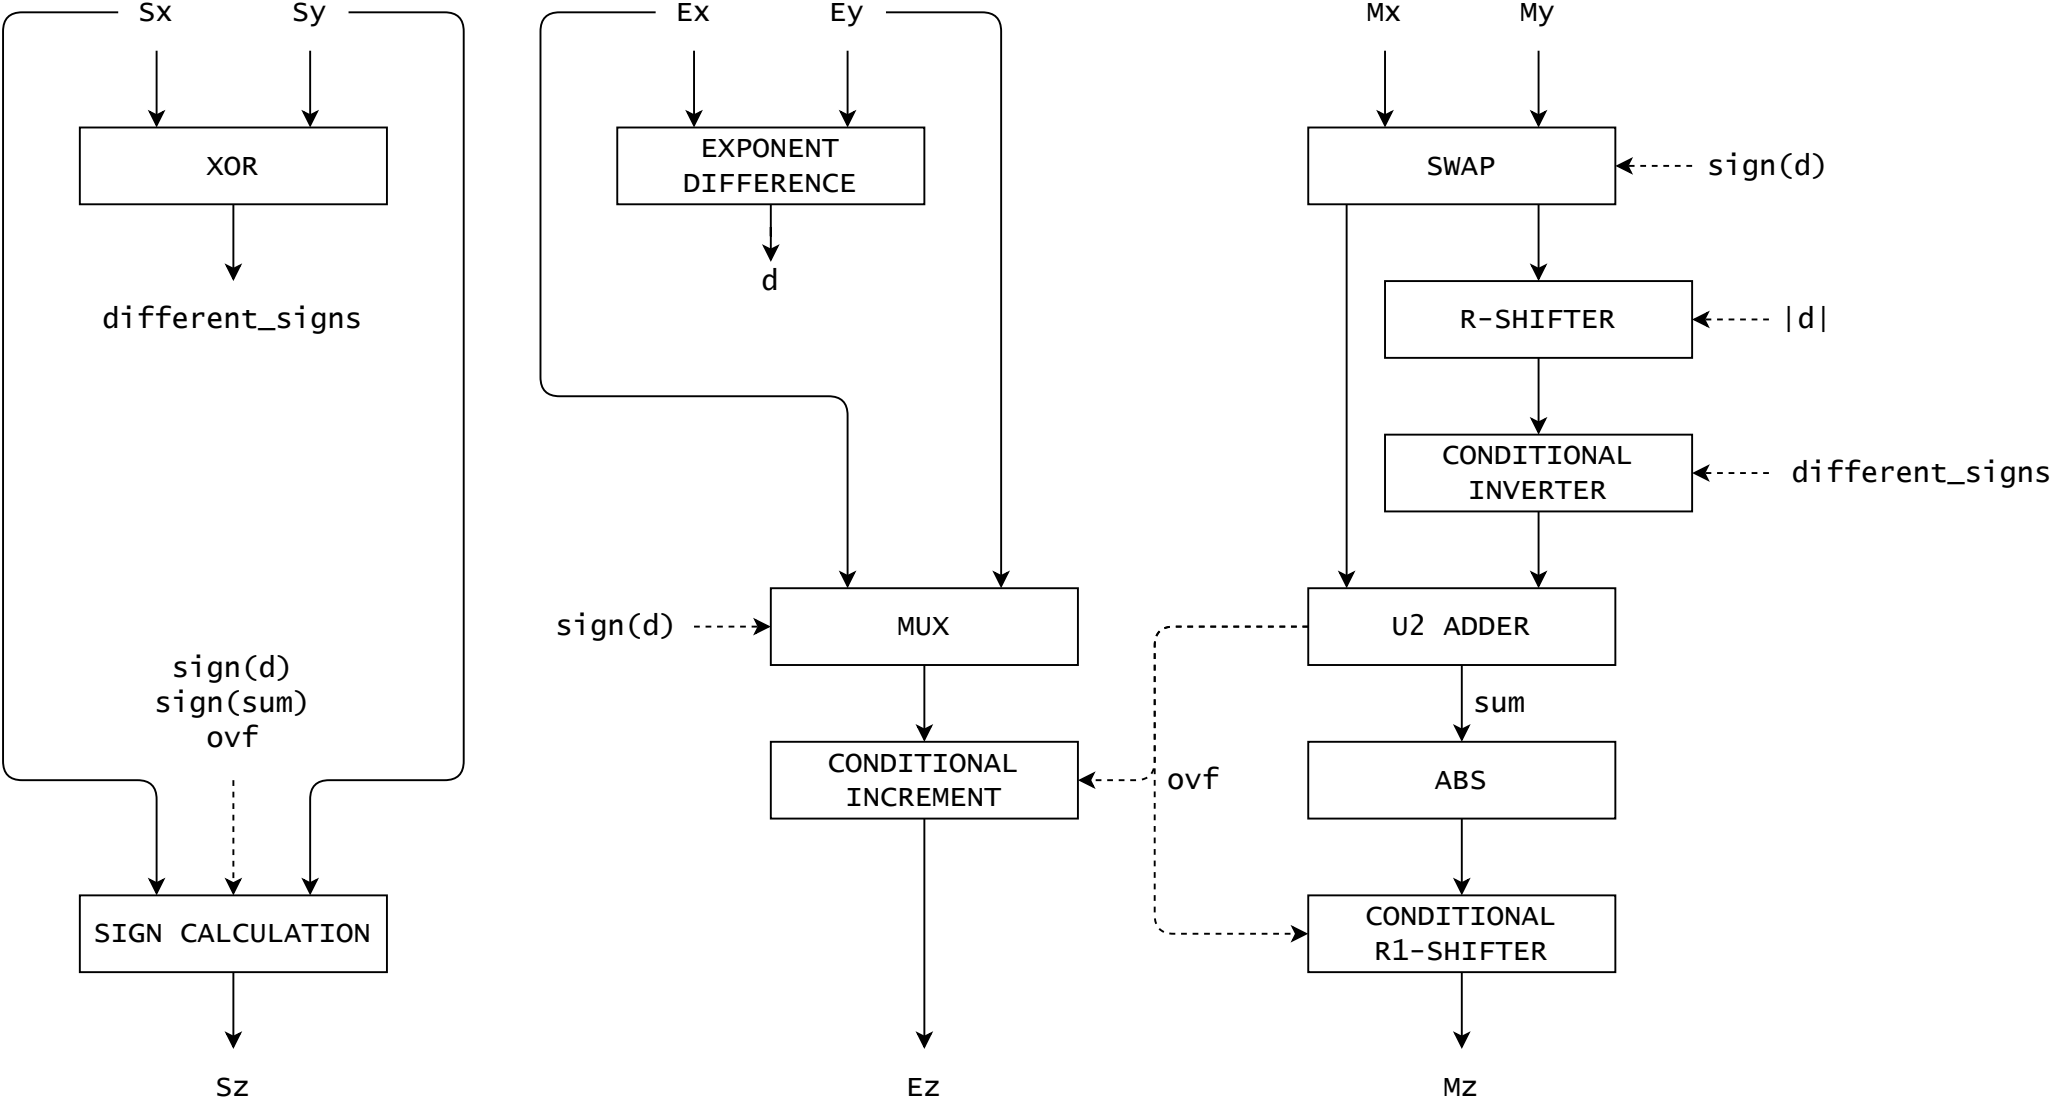 Sx Sy Ex Ey Mx My
XOR
EXPONENT
DIFFERENCE
SWAP
sign(d)
d
different_signs
R-SHIFTER
|d|
CONDITIONAL
INVERTER
different_signs
sign(d)
MUX
U2 ADDER
sign(d)
sign(sum)
ovf
sum
CONDITIONAL
INCREMENT
ovf
ABS
SIGN CALCULATION
CONDITIONAL
R1-SHIFTER
Sz Ez Mz